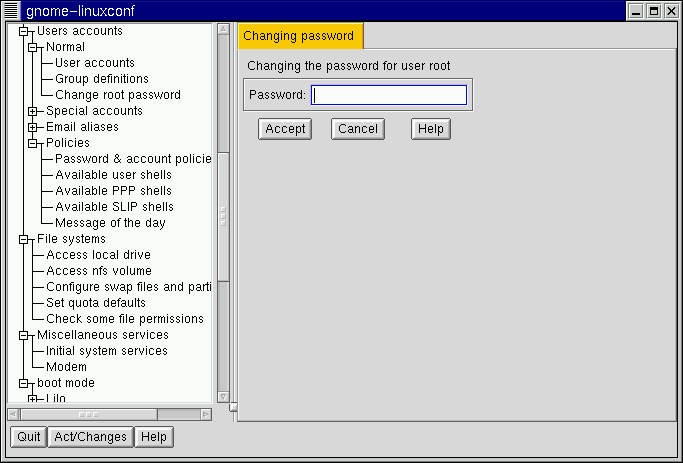 gnome-linuxconf
Users accounts
Normal
User accounts
Group definitions
Change root password
Special accounts
Email aliases
Policies
Password & account policie
Available user shells
Available PPP shells
Available SLIP shells
Message of the day
File systems
Access local drive
Access nfs volume
Configure swap files and parti
Set quota defaults
Check some file permissions
Miscellaneous services
Initial system services
Modem
boot mode
Lilo
Changing password
Changing the password for user root
Password:
Accept Cancel Help
Quit Act/Changes Help